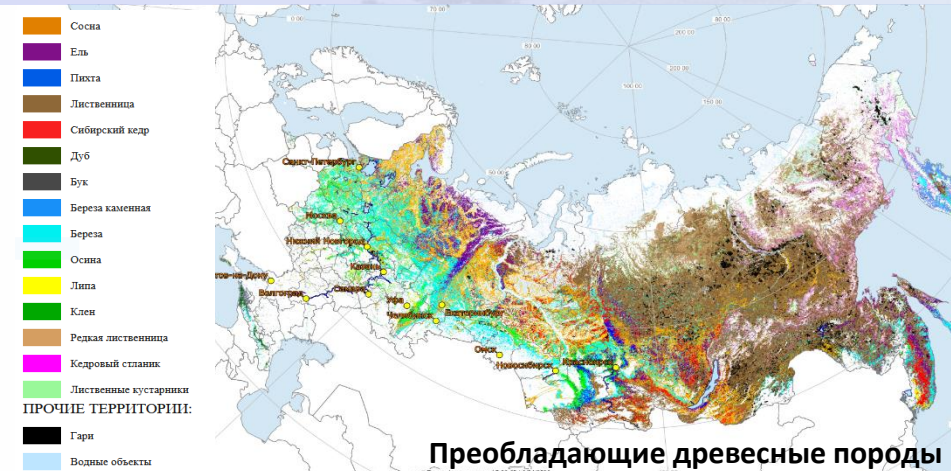 Сосна
Ель
Пихта
Лиственница
Сибирский кедр
Дуб
Бук
Береза каменная
Береза
Осина
Липа
Клен
Редкая лиственница
Кедровый стланик
Лиственные кустарники
ПРОЧИЕ ТЕРРИТОРИИ:
Гари
Водные объекты
Санкт-Петербург
Москва
Нижний Новгород
Казань
Самара
Волгоград
Уфа
Челябинск
Екатеринбург
Омск
Новосибирск
Красноярск
Преобладающие древесные породы